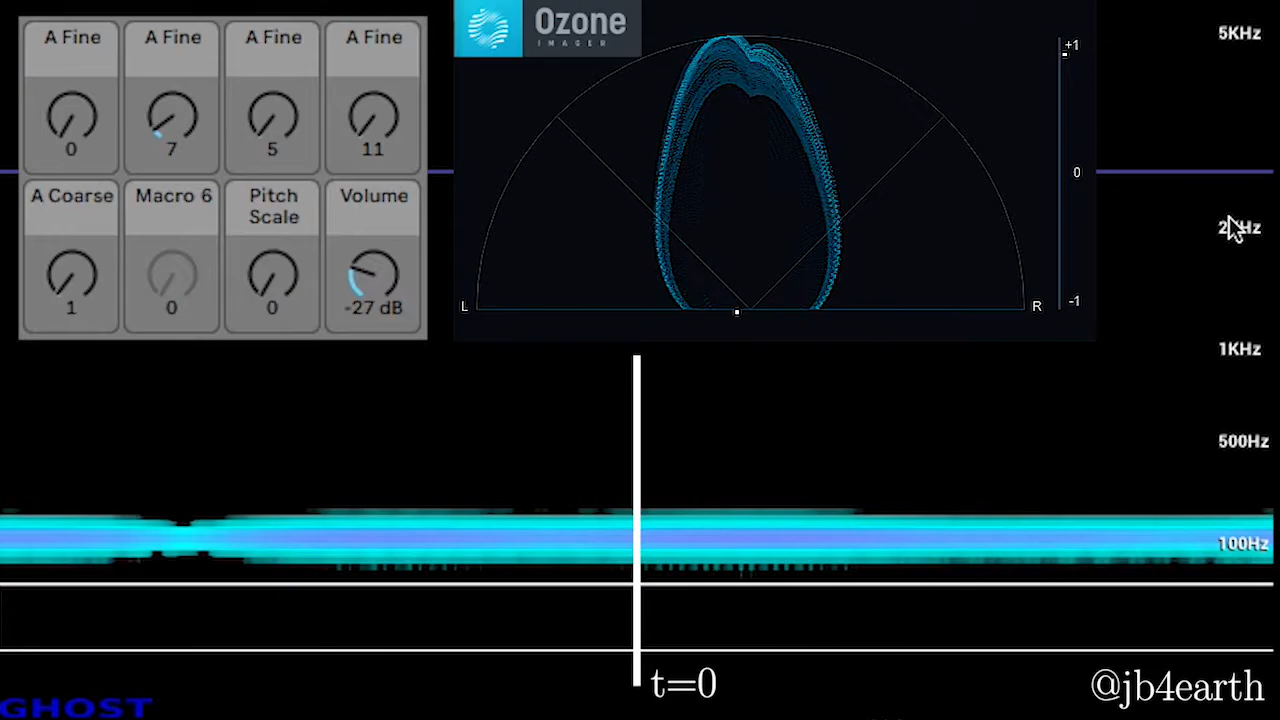 A Fine A Fine A Fine A Fine
0 7 5 11
A Coarse Macro 6 Pitch Scale Volume
1 0 0 -27 dB
Ozone
IMAGER
+1
0
-1
L R
5KHz
1KHz
500Hz
100Hz
t=0
@jb4earth
GHOST